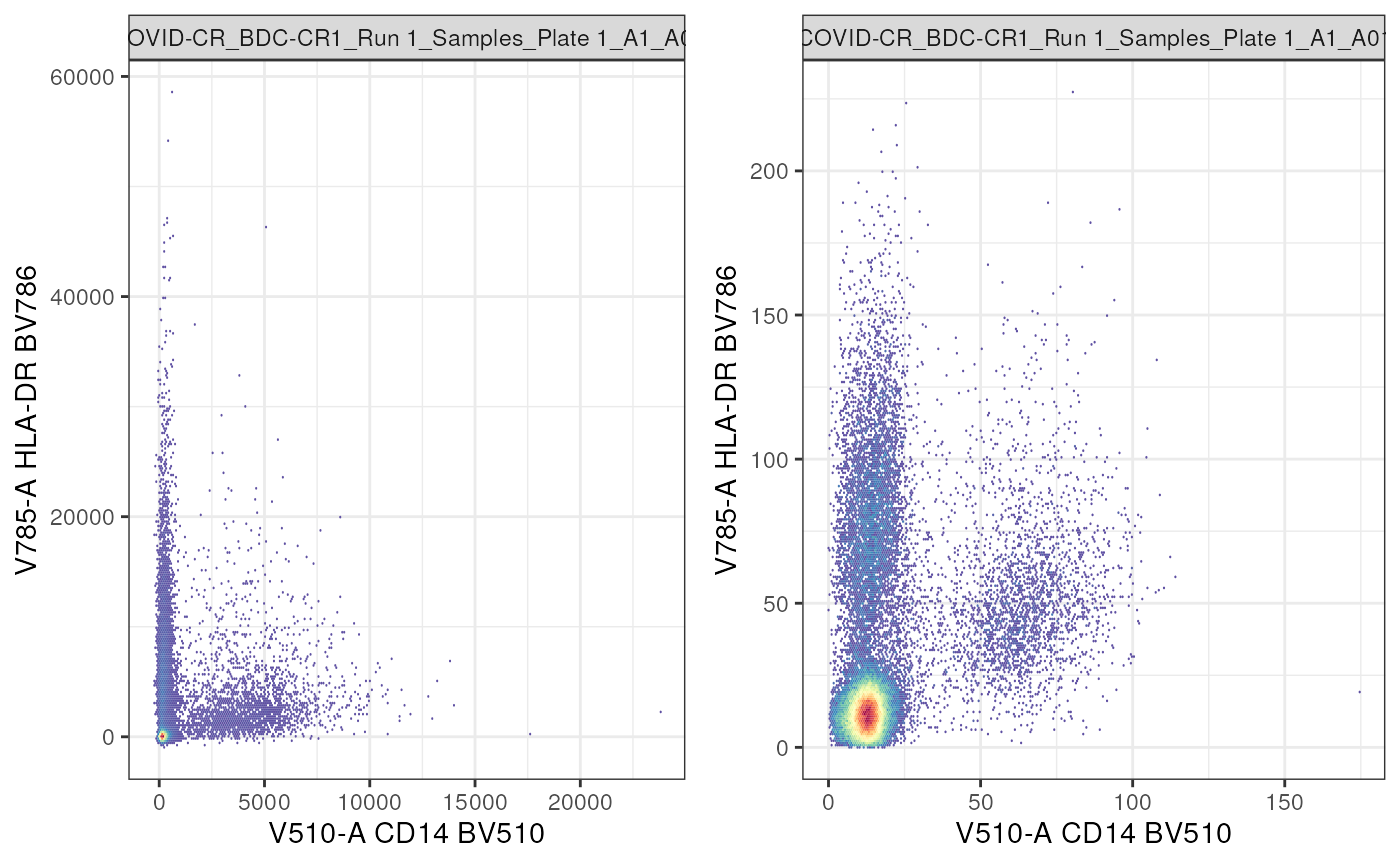 OVID-CR_BDC-CR1_Run 1_Samples_Plate 1_A1_A0
60000
40000
20000
0
V785-A HLA-DR BV786
0 5000 10000 15000 20000
V510-A CD14 BV510
COVID-CR_BDC-CR1_Run 1_Samples_Plate 1_A1_A01
200
150
100
50
0
V785-A HLA-DR BV786
0 50 100 150
V510-A CD14 BV510